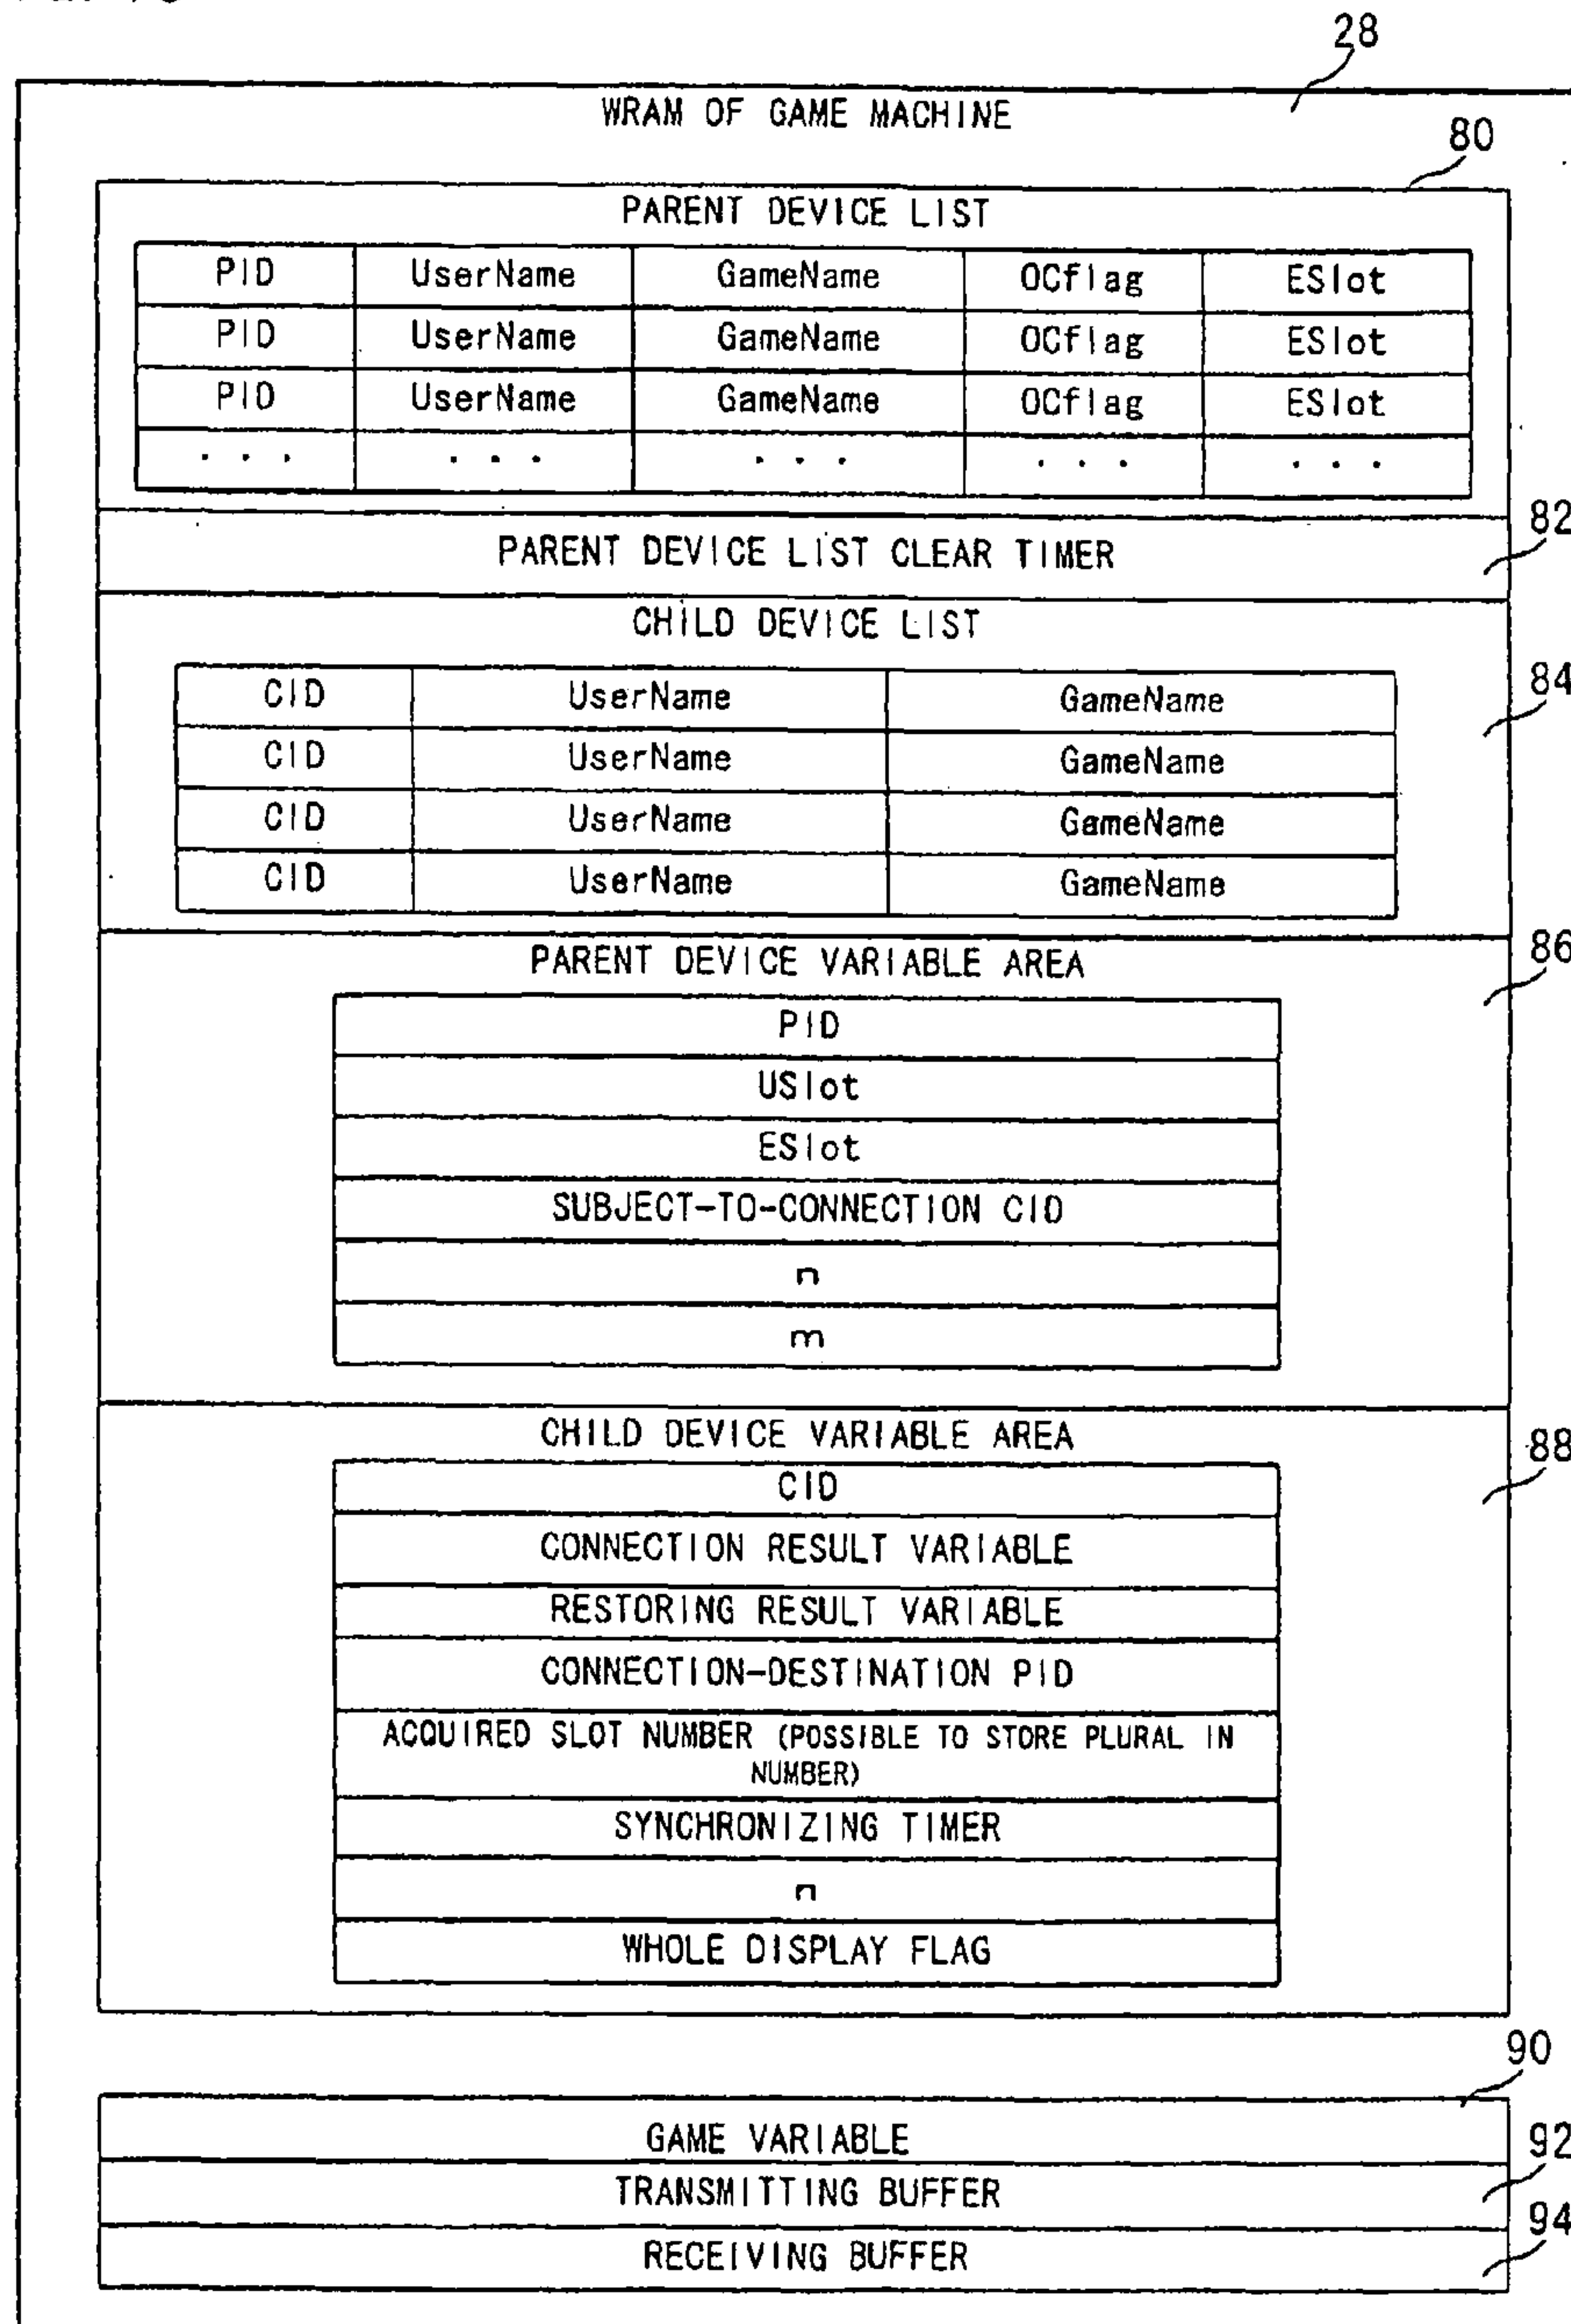 28
WRAM OF GAME MACHINE
80
PARENT DEVICE LIST
PID UserName GameName OCflag ESlot
PID UserName GameName OCflag ESlot
PID UserName GameName OCflag ESlot
... ... ... ... ...
82
PARENT DEVICE LIST CLEAR TIMER
CHILD DEVICE LIST
84
CID UserName GameName
CID UserName GameName
CID UserName GameName
CID UserName GameName
86
PARENT DEVICE VARIABLE AREA
PID
USlot
ESlot
SUBJECT-TO-CONNECTION CID
n
m
CHILD DEVICE VARIABLE AREA
88
CID
CONNECTION RESULT VARIABLE
RESTORING RESULT VARIABLE
CONNECTION-DESTINATION PID
ACQUIRED SLOT NUMBER (POSSIBLE TO STORE PLURAL IN
NUMBER)
SYNCHRONIZING TIMER
n
WHOLE DISPLAY FLAG
90
GAME VARIABLE
92
TRANSMITTING BUFFER
94
RECEIVING BUFFER